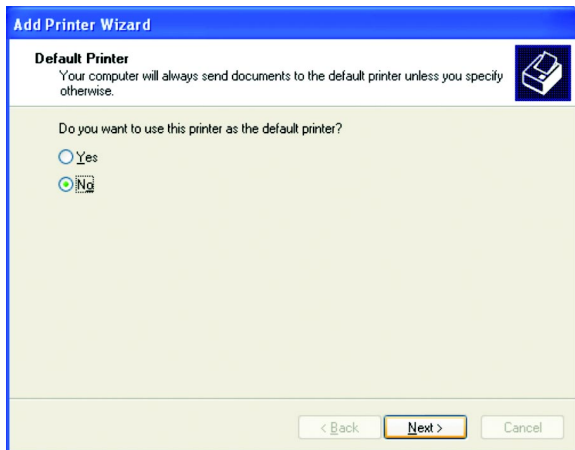 Add Printer Wizard
Default Printer
Your computer will always send documents to the default printer unless you specify
otherwise.
Do you want to use this printer as the default printer?
Yes
No
< Back
Next >
Cancel